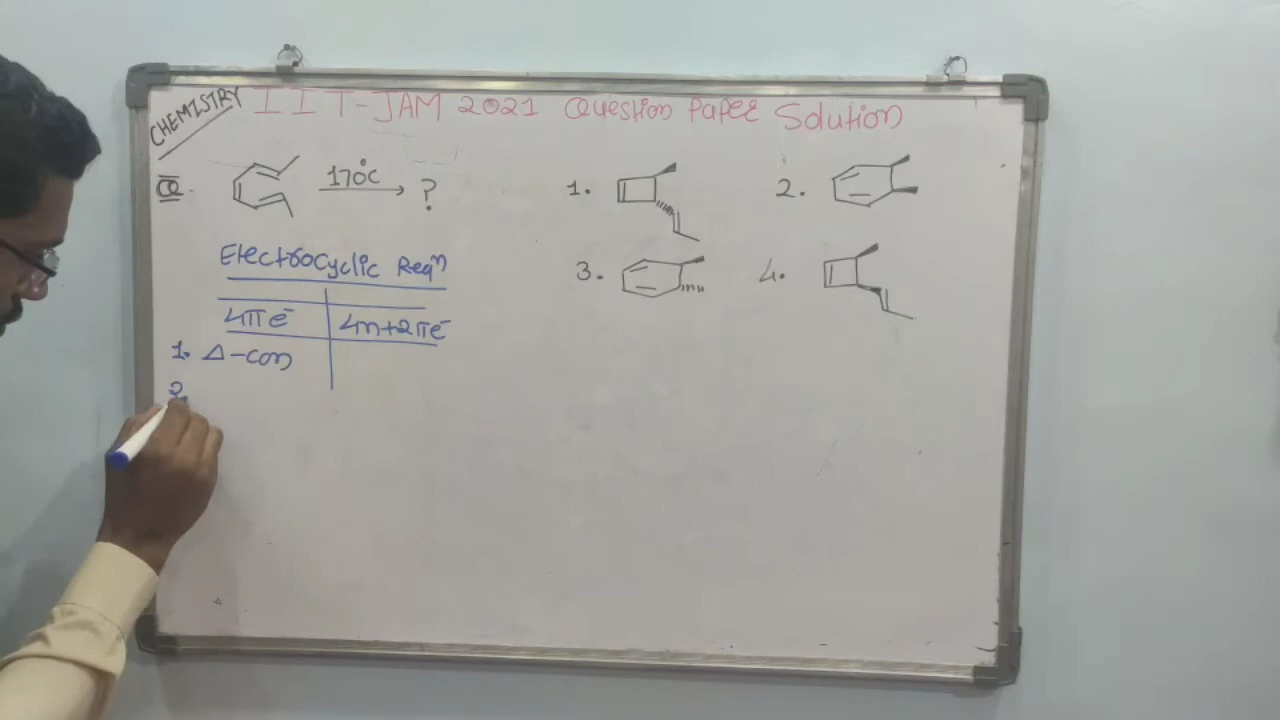 CHEMISTRY
IIT-JAM 2021 Question Paper Solution
Q. 170°C ?
1.
2.
3.
4.
Electrocyclic Reqn
4πe⁻ 4n+2πe⁻
1. Δ-con
2.